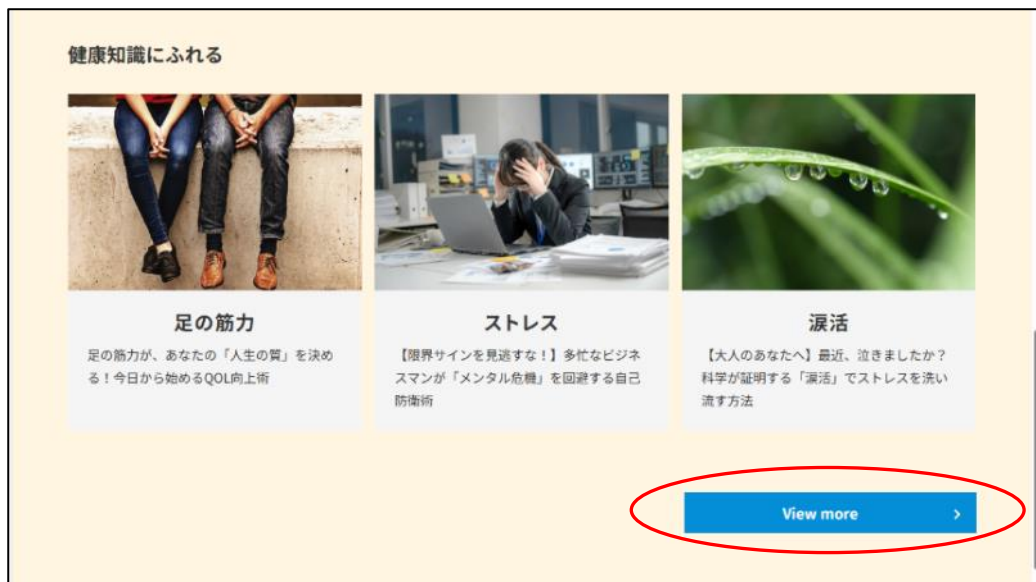 健康知識にふれる
足の筋力
足の筋力が、あなたの「人生の質」を決め
る！今日から始めるQOL向上術
ストレス
【限界サインを見逃すな！】多忙なビジネ
スマンが「メンタル危機」を回避する自己
防衛術
涙活
【大人のあなたへ】最近、泣きましたか？
科学が証明する「涙活」でストレスを洗い
流す方法
View more